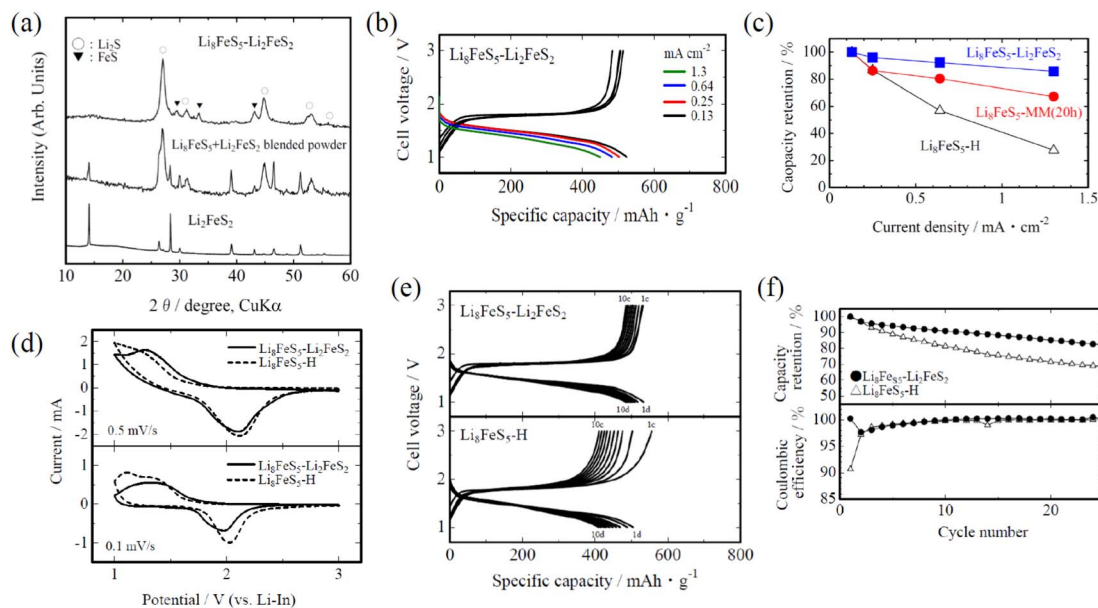 (a)
Li₈FeS₅-Li₂FeS₂
○ : Li₂S
▼ : FeS
Li₈FeS₅+Li₂FeS₂ blended powder
Li₂FeS₂
Intensity (Arb. Units)
10 20 30 40 50 60
2 θ / degree, CuKα
(b)
Li₈FeS₅-Li₂FeS₂
mA cm⁻²
1.3
0.64
0.25
0.13
Cell voltage / V
3
2
1
0 200 400 600 800
Specific capacity / mAh・g⁻¹
(c)
Caopacity retention / %
100
80
60
40
20
0
Li₈FeS₅-Li₂FeS₂
Li₈FeS₅-MM(20h)
Li₈FeS₅-H
0 0.5 1 1.5
Current density / mA・cm⁻²
(d)
Current / mA
2
1
0
-1
-2
Li₈FeS₅-Li₂FeS₂
Li₈FeS₅-H
0.5 mV/s
1
0
-1
Li₈FeS₅-Li₂FeS₂
Li₈FeS₅-H
0.1 mV/s
1 2 3
Potential / V (vs. Li-In)
(e)
Cell voltage / V
3
2
1
Li₈FeS₅-Li₂FeS₂
10c 1c
10d 1d
3
2
1
Li₈FeS₅-H
10c 1c
10d 1d
0 200 400 600 800
Specific capacity / mAh・g⁻¹
(f)
Capacity retention / %
100
90
80
70
60
50
Li₈FeS₅-Li₂FeS₂
Li₈FeS₅-H
Coulombic efficiency / %
100
95
90
85
0 10 20
Cycle number